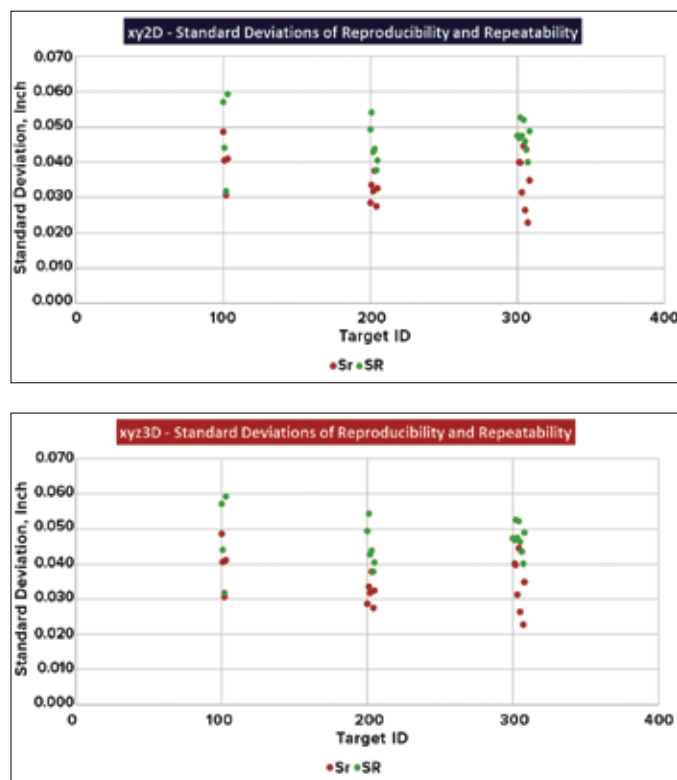 xy2D - Standard Deviations of Reproducibility and Repeatability
Standard Deviation, Inch
0.070
0.060
0.050
0.040
0.030
0.020
0.010
0.000
0 100 200 300 400
Target ID
Sr SR
xyz3D - Standard Deviations of Reproducibility and Repeatability
Standard Deviation, Inch
0.070
0.060
0.050
0.040
0.030
0.020
0.010
0.000
0 100 200 300 400
Target ID
Sr SR